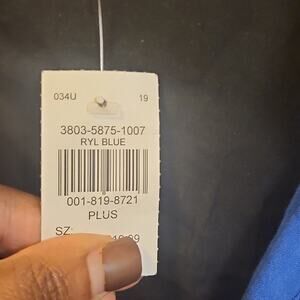 034U 19
3803-5875-1007
RYL BLUE
001-819-8721
PLUS
SZ: